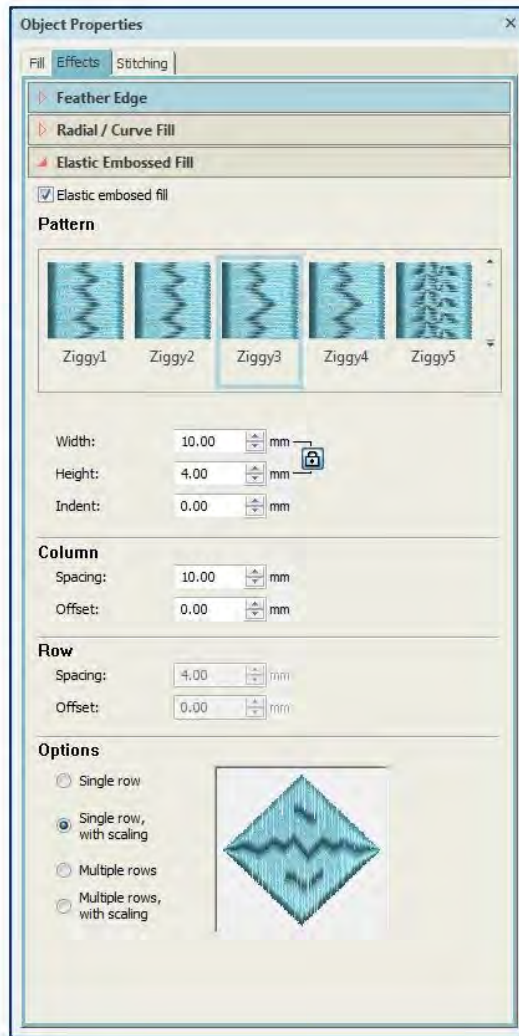 Object Properties
Fill Effects Stitching
Feather Edge
Radial / Curve Fill
Elastic Embossed Fill
Elastic embosed fill
Pattern
Ziggy1 Ziggy2 Ziggy3 Ziggy4 Ziggy5
Width: 10.00 mm
Height: 4.00 mm
Indent: 0.00 mm
Column
Spacing: 10.00 mm
Offset: 0.00 mm
Row
Spacing: 4.00 mm
Offset: 0.00 mm
Options
Single row
Single row,
with scaling
Multiple rows
Multiple rows,
with scaling